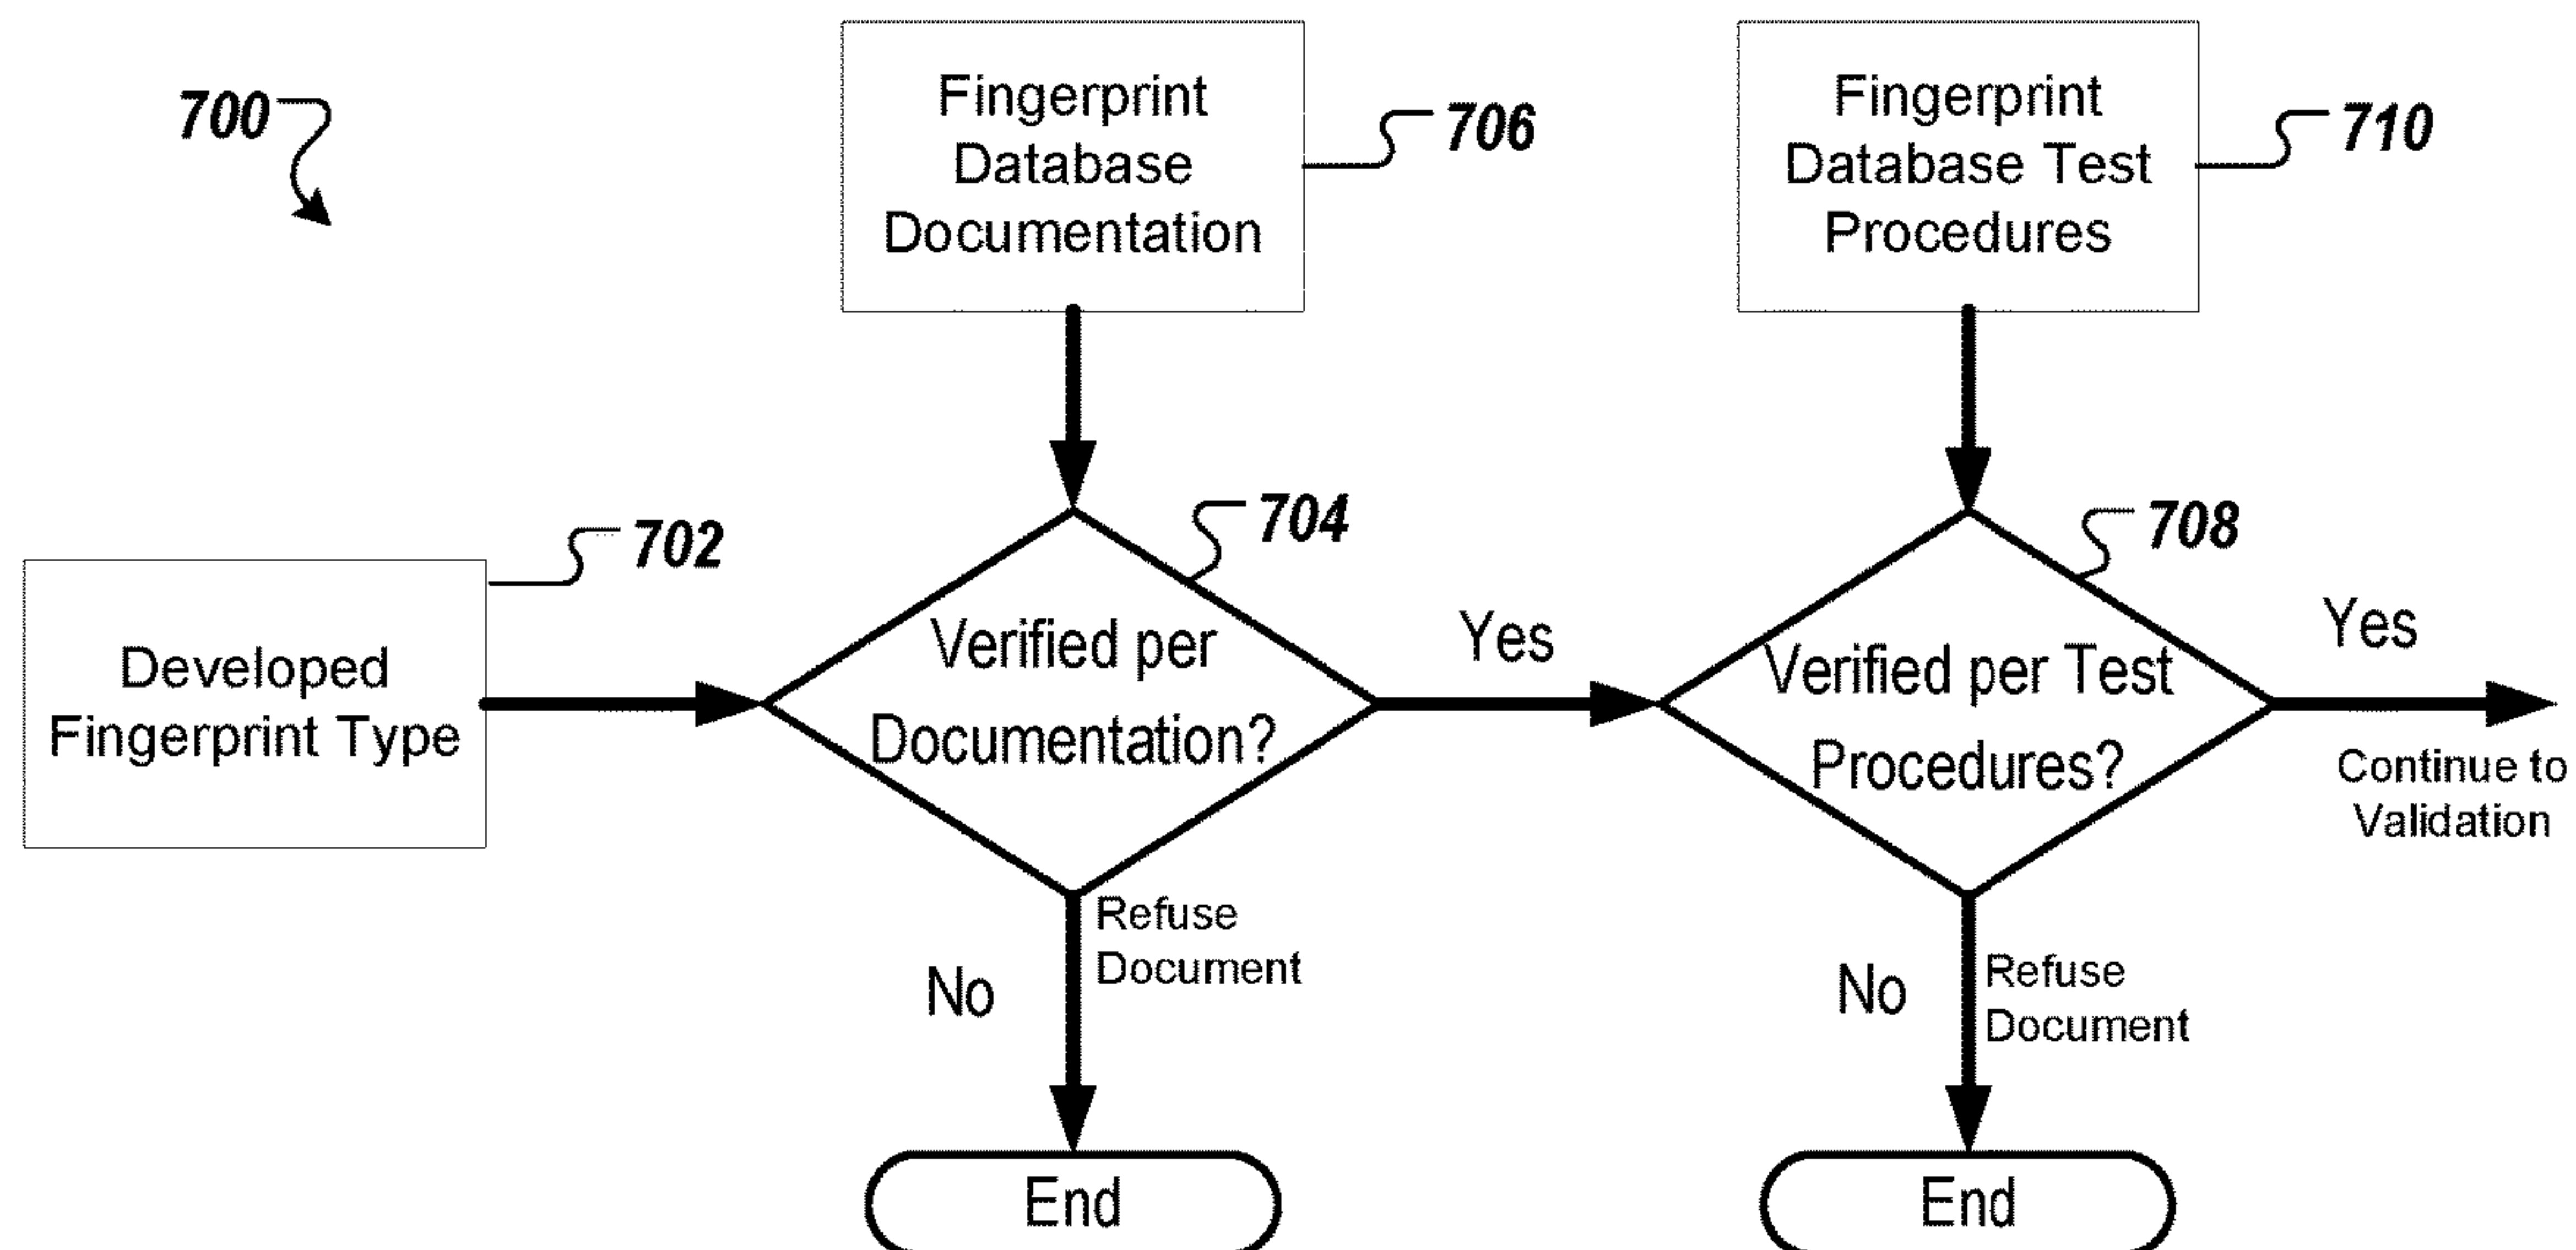 700
Fingerprint
Database
Documentation
706
Fingerprint
Database Test
Procedures
710
702
Developed
Fingerprint Type
704
Verified per
Documentation?
Yes
708
Verified per Test
Procedures?
Yes
Continue to
Validation
No
Refuse
Document
No
Refuse
Document
End
End